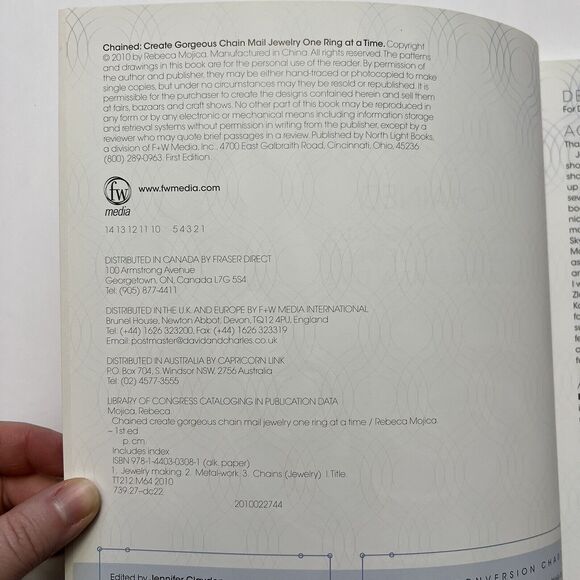 Chained: Create Gorgeous Chain Mail Jewelry One Ring at a Time. Copyright
© 2010 by Rebeca Mojica. Manufactured in China. All rights reserved. The patterns
and drawings in this book are for the personal use of the reader. By permission of
the author and publisher, they may be either hand-traced or photocopied to make
single copies, but under no circumstances may they be resold or republished. It is
permissible for the purchaser to create the designs contained herein and sell them
at fairs, bazaars and craft shows. No other part of this book may be reproduced in
any form or by any electronic or mechanical means including information storage
and retrieval systems without permission in writing from the publisher, except by a
reviewer who may quote brief passages in a review. Published by North Light Books,
a division of F+W Media, Inc., 4700 East Galbraith Road, Cincinnati, Ohio, 45236.
(800) 289-0963. First Edition.
fw
media
www.fwmedia.com
14 13 12 11 10 5 4 3 2 1
DISTRIBUTED IN CANADA BY FRASER DIRECT
100 Armstrong Avenue
Georgetown, ON, Canada L7G 5S4
Tel: (905) 877-4411
DISTRIBUTED IN THE U.K. AND EUROPE BY F+W MEDIA INTERNATIONAL
Brunel House, Newton Abbot, Devon, TQ12 4PU, England
Tel: (+44) 1626 323200, Fax: (+44) 1626 323319
Email: postmaster@davidandcharles.co.uk
DISTRIBUTED IN AUSTRALIA BY CAPRICORN LINK
P.O. Box 704, S. Windsor NSW, 2756 Australia
Tel: (02) 4577-3555
LIBRARY OF CONGRESS CATALOGING IN PUBLICATION DATA
Mojica, Rebeca.
Chained create gorgeous chain mail jewelry one ring at a time / Rebeca Mojica
– 1st ed.
p. cm.
Includes index
ISBN 978-1-4403-0308-1 (alk. paper)
1. Jewelry making. 2. Metal-work. 3. Chains (Jewelry) I. Title.
TT212.M64 2010
739.27–dc22
2010022744
Edited by Jennifer